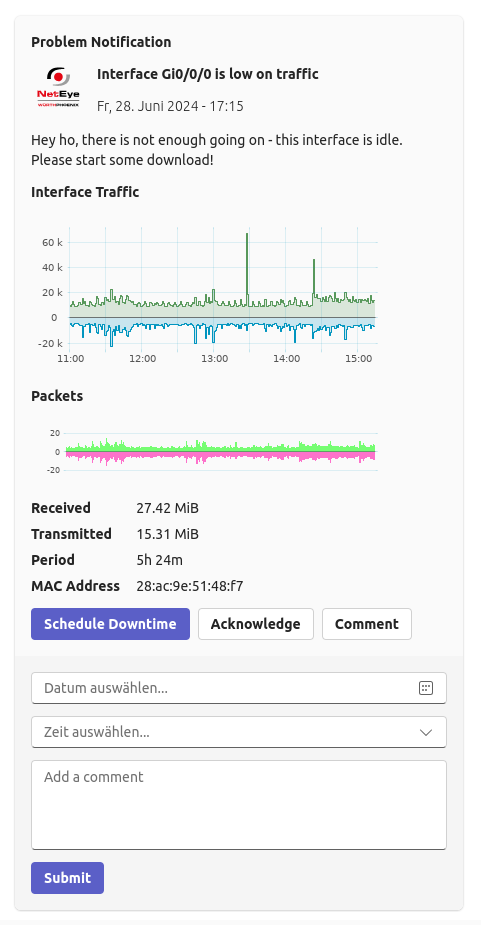 Problem Notification
NetEye
WÜRTHPHOENIX
Interface Gi0/0/0 is low on traffic
Fr, 28. Juni 2024 - 17:15
Hey ho, there is not enough going on - this interface is idle.
Please start some download!
Interface Traffic
60 k
40 k
20 k
0
-20 k
11:00 12:00 13:00 14:00 15:00
Packets
20
0
-20
Received 27.42 MiB
Transmitted 15.31 MiB
Period 5h 24m
MAC Address 28:ac:9e:51:48:f7
Schedule Downtime Acknowledge Comment
Datum auswählen...
Zeit auswählen...
Add a comment
Submit